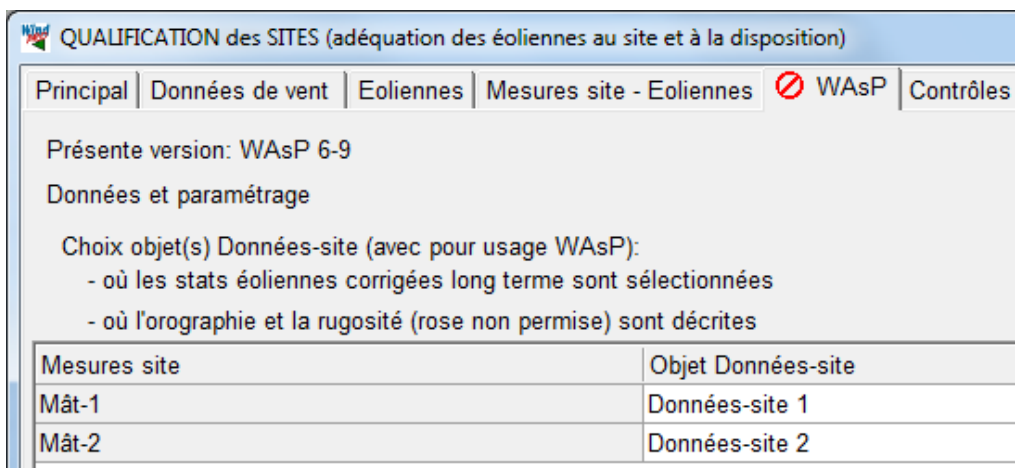 QUALIFICATION des SITES (adéquation des éoliennes au site et à la disposition)
Principal Données de vent Eoliennes Mesures site - Eoliennes WAsP Contrôles
Présente version: WAsP 6-9
Données et paramétrage
Choix objet(s) Données-site (avec pour usage WAsP):
- où les stats éoliennes corrigées long terme sont sélectionnées
- où l'orographie et la rugosité (rose non permise) sont décrites
Mesures site Objet Données-site
Mât-1 Données-site 1
Mât-2 Données-site 2